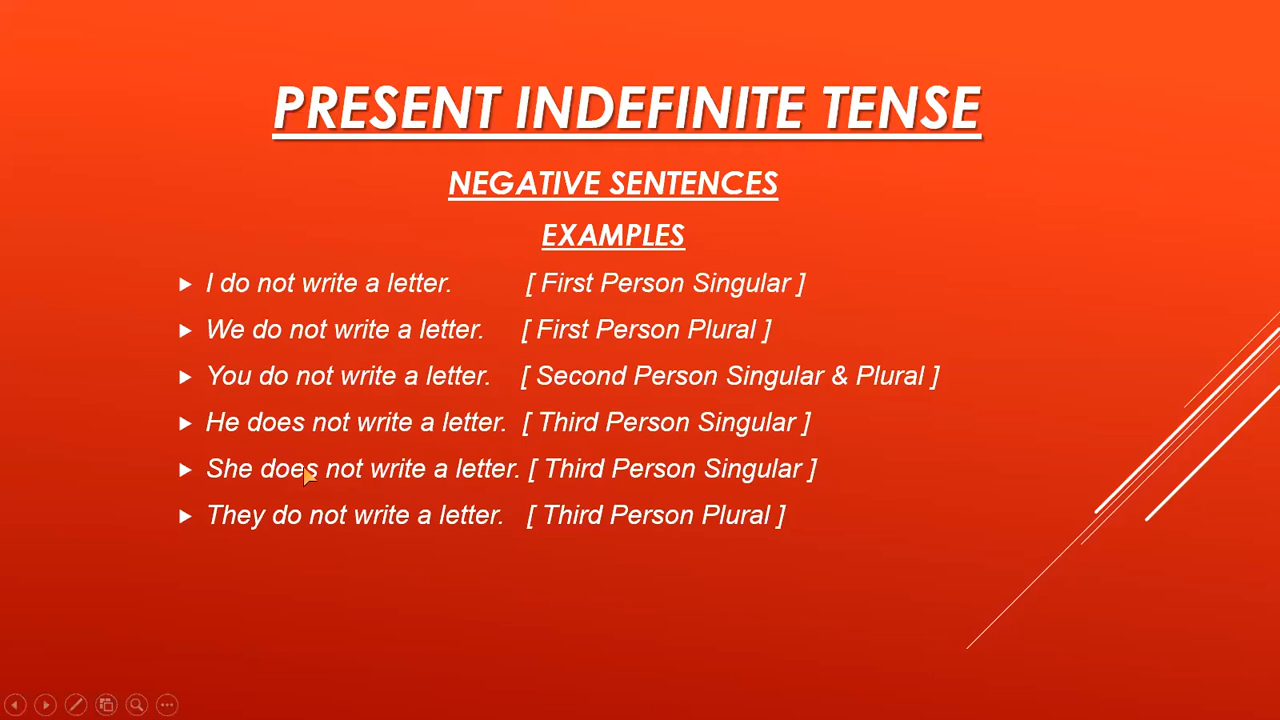 PRESENT INDEFINITE TENSE
NEGATIVE SENTENCES
EXAMPLES
I do not write a letter. [ First Person Singular ]
We do not write a letter. [ First Person Plural ]
You do not write a letter. [ Second Person Singular & Plural ]
He does not write a letter. [ Third Person Singular ]
She does not write a letter. [ Third Person Singular ]
They do not write a letter. [ Third Person Plural ]